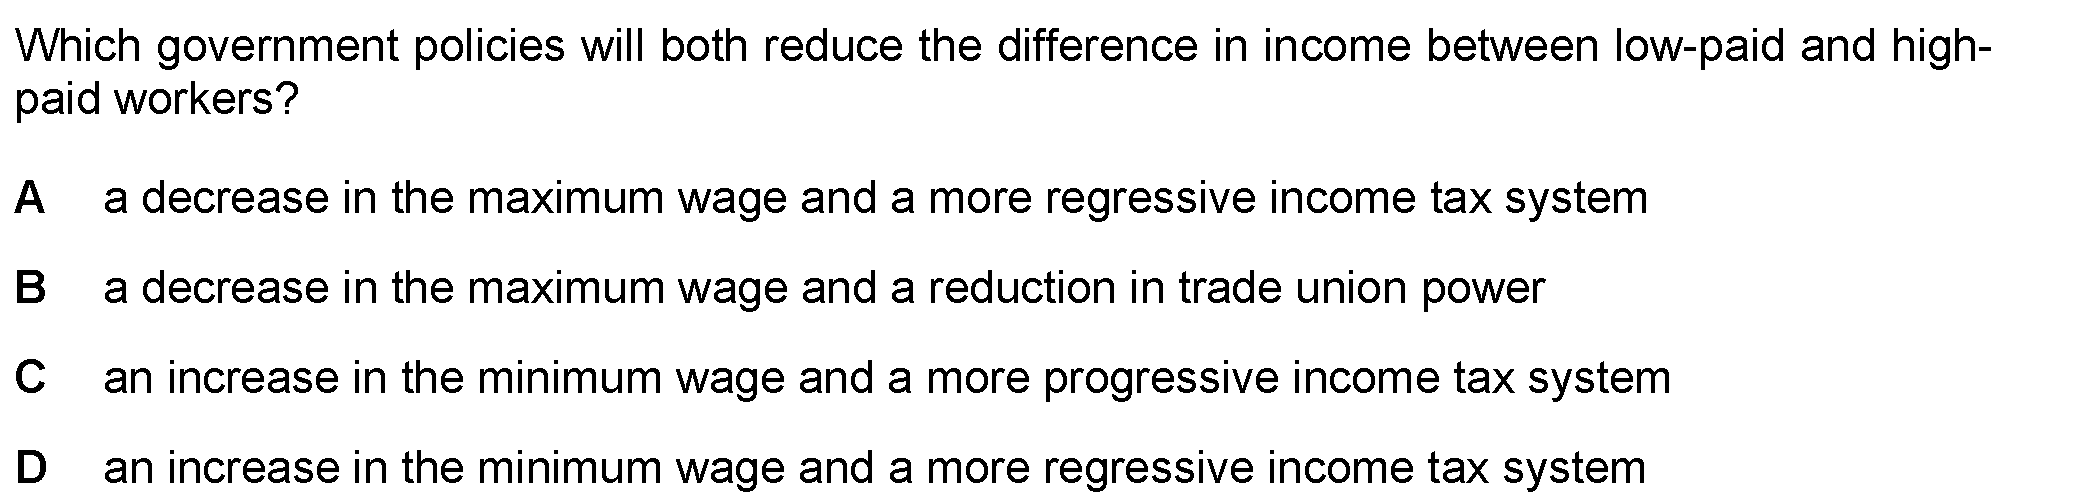 Which government policies will both reduce the difference in income between low-paid and high-
paid workers?
A a decrease in the maximum wage and a more regressive income tax system
B a decrease in the maximum wage and a reduction in trade union power
C an increase in the minimum wage and a more progressive income tax system
D an increase in the minimum wage and a more regressive income tax system